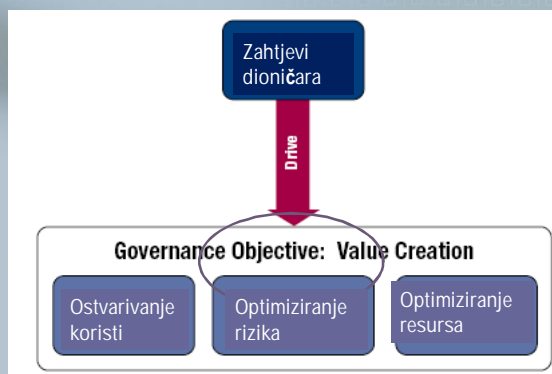 Zahtjevi
dioničara
Drive
Governance Objective: Value Creation
Ostvarivanje
koristi
Optimiziranje
rizika
Optimiziranje
resursa